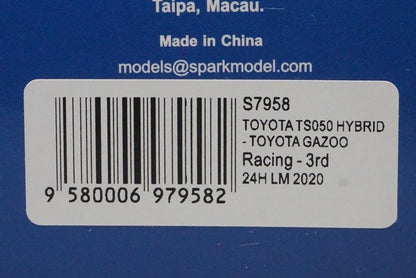 Taipa, Macau.
Made in China
models@sparkmodel.com
S7958
TOYOTA TS050 HYBRID
- TOYOTA GAZOO
Racing - 3rd
24H LM 2020
9 580006 979582